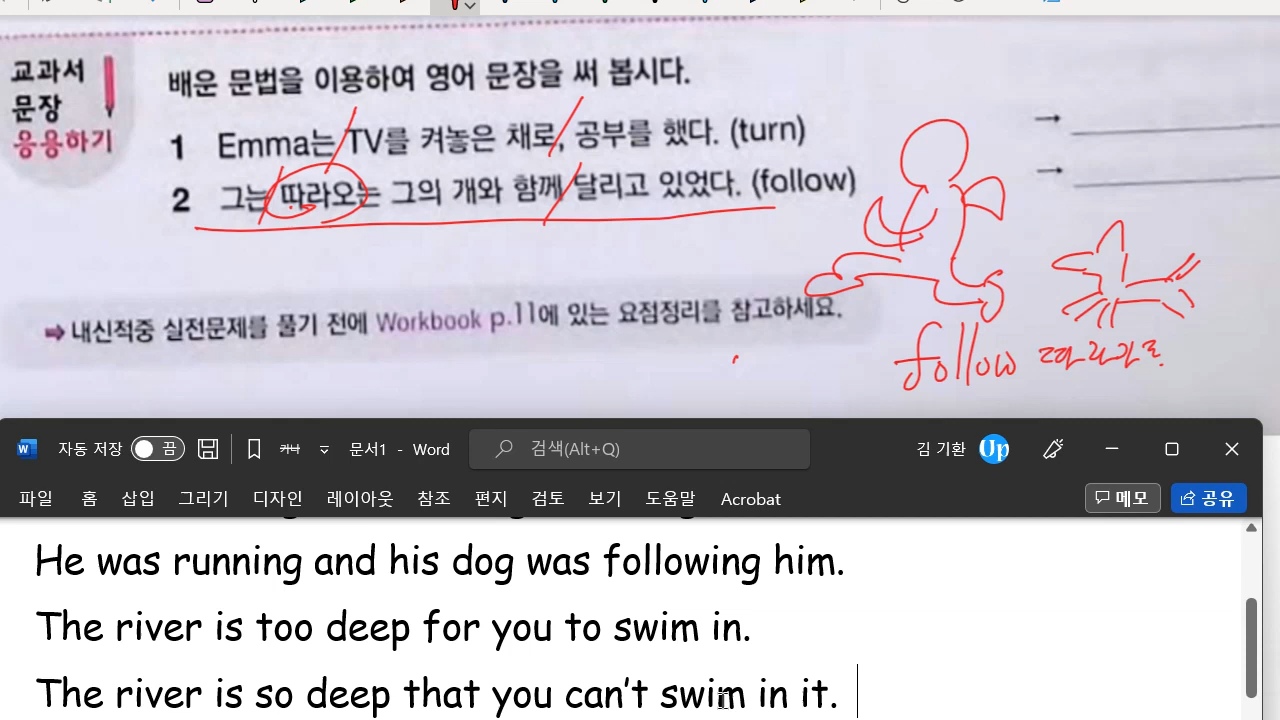 교과서
문장
응용하기
배운 문법을 이용하여 영어 문장을 써 봅시다.
1 Emma는 TV를 켜놓은 채로, 공부를 했다. (turn) →
2 그는 따라오는 그의 개와 함께 달리고 있었다. (follow) →
➡ 내신적중 실전문제를 풀기 전에 Workbook p.11에 있는 요점정리를 참고하세요.
follow
자동 저장 끔 가나 문서1 - Word 검색(Alt+Q) 김 기환 Up
파일 홈 삽입 그리기 디자인 레이아웃 참조 편지 검토 보기 도움말 Acrobat 메모 공유
He was running and his dog was following him.
The river is too deep for you to swim in.
The river is so deep that you can't swim in it.